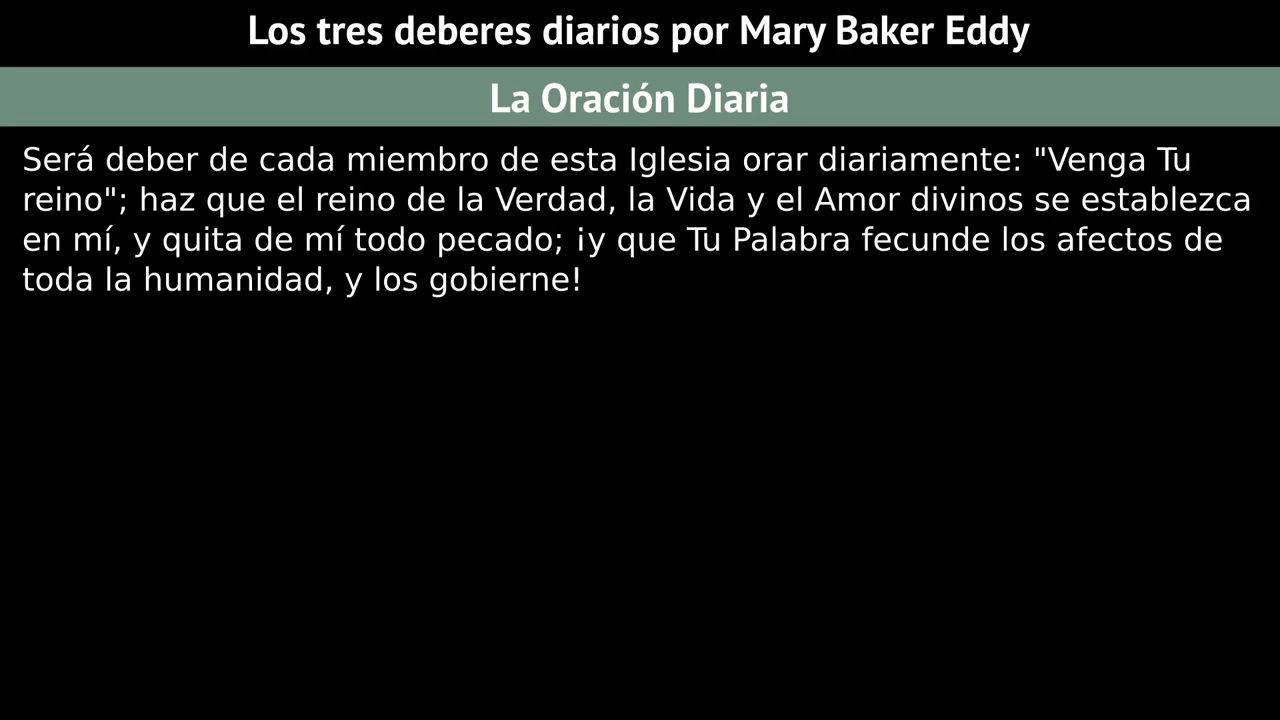 Los tres deberes diarios por Mary Baker Eddy
La Oración Diaria
Será deber de cada miembro de esta Iglesia orar diariamente: "Venga Tu
reino"; haz que el reino de la Verdad, la Vida y el Amor divinos se establezca
en mí, y quita de mí todo pecado; ¡y que Tu Palabra fecunde los afectos de
toda la humanidad, y los gobierne!